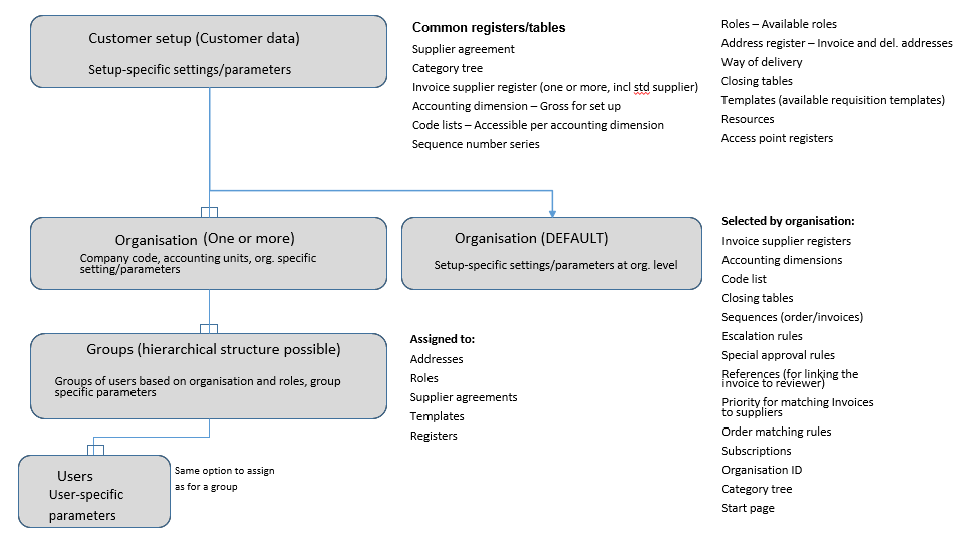 Customer setup (Customer data)
Setup-specific settings/parameters
Common registers/tables
Supplier agreement
Category tree
Invoice supplier register (one or more, incl std supplier)
Accounting dimension – Gross for set up
Code lists – Accessible per accounting dimension
Sequence number series
Roles – Available roles
Address register – Invoice and del. addresses
Way of delivery
Closing tables
Templates (available requisition templates)
Resources
Access point registers
Organisation (One or more)
Company code, accounting units, org. specific
setting/parameters
Organisation (DEFAULT)
Setup-specific settings/parameters at org. level
Selected by organisation:
Invoice supplier registers
Accounting dimensions
Code list
Closing tables
Sequences (order/invoices)
Escalation rules
Special approval rules
References (for linking the
invoice to reviewer)
Priority for matching Invoices
to suppliers
Order matching rules
Subscriptions
Organisation ID
Category tree
Start page
Groups (hierarchical structure possible)
Groups of users based on organisation and roles, group
specific parameters
Assigned to:
Addresses
Roles
Supplier agreements
Templates
Registers
Users
User-specific
parameters
Same option to assign
as for a group